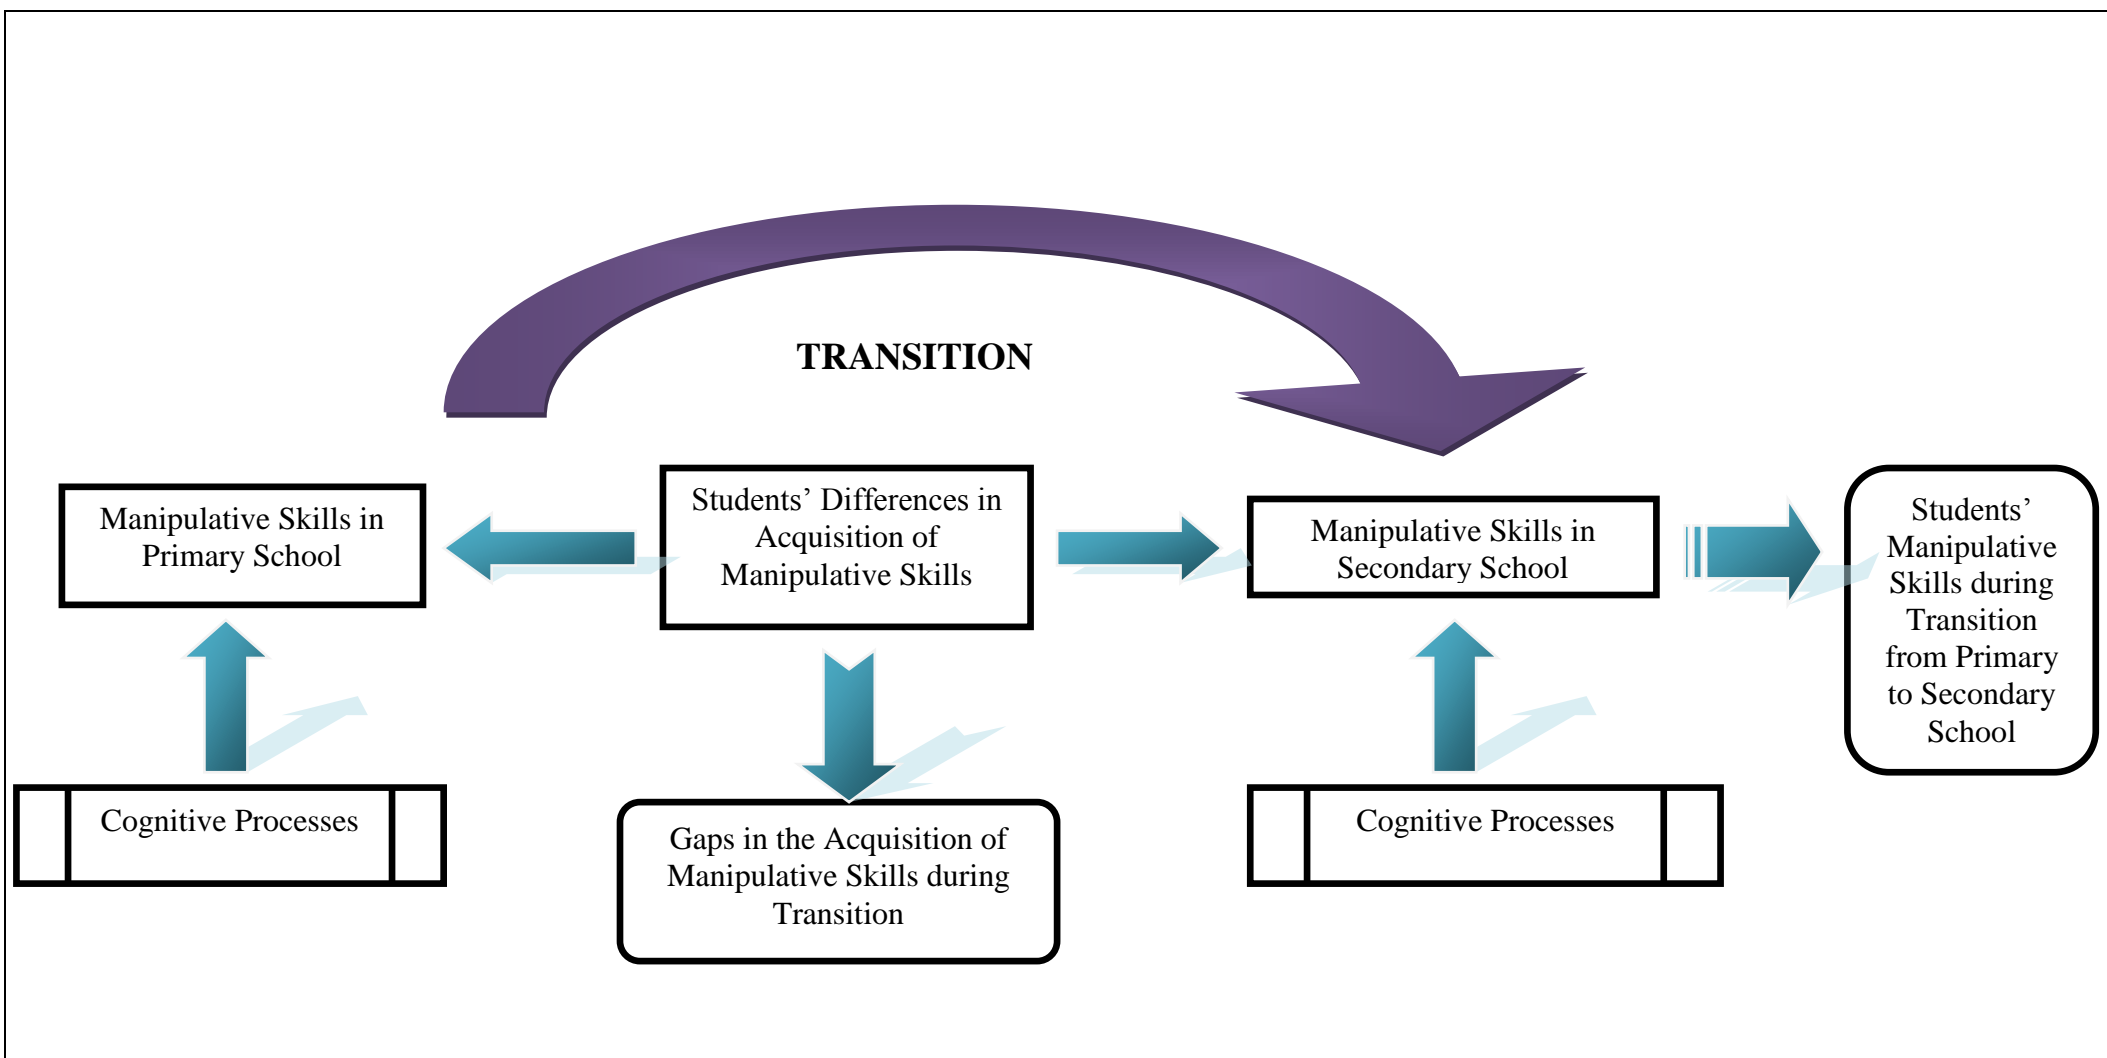 TRANSITION
Manipulative Skills in
Primary School
Students’ Differences in
Acquisition of
Manipulative Skills
Manipulative Skills in
Secondary School
Students’
Manipulative
Skills during
Transition
from Primary
to Secondary
School
Cognitive Processes
Gaps in the Acquisition of
Manipulative Skills during
Transition
Cognitive Processes